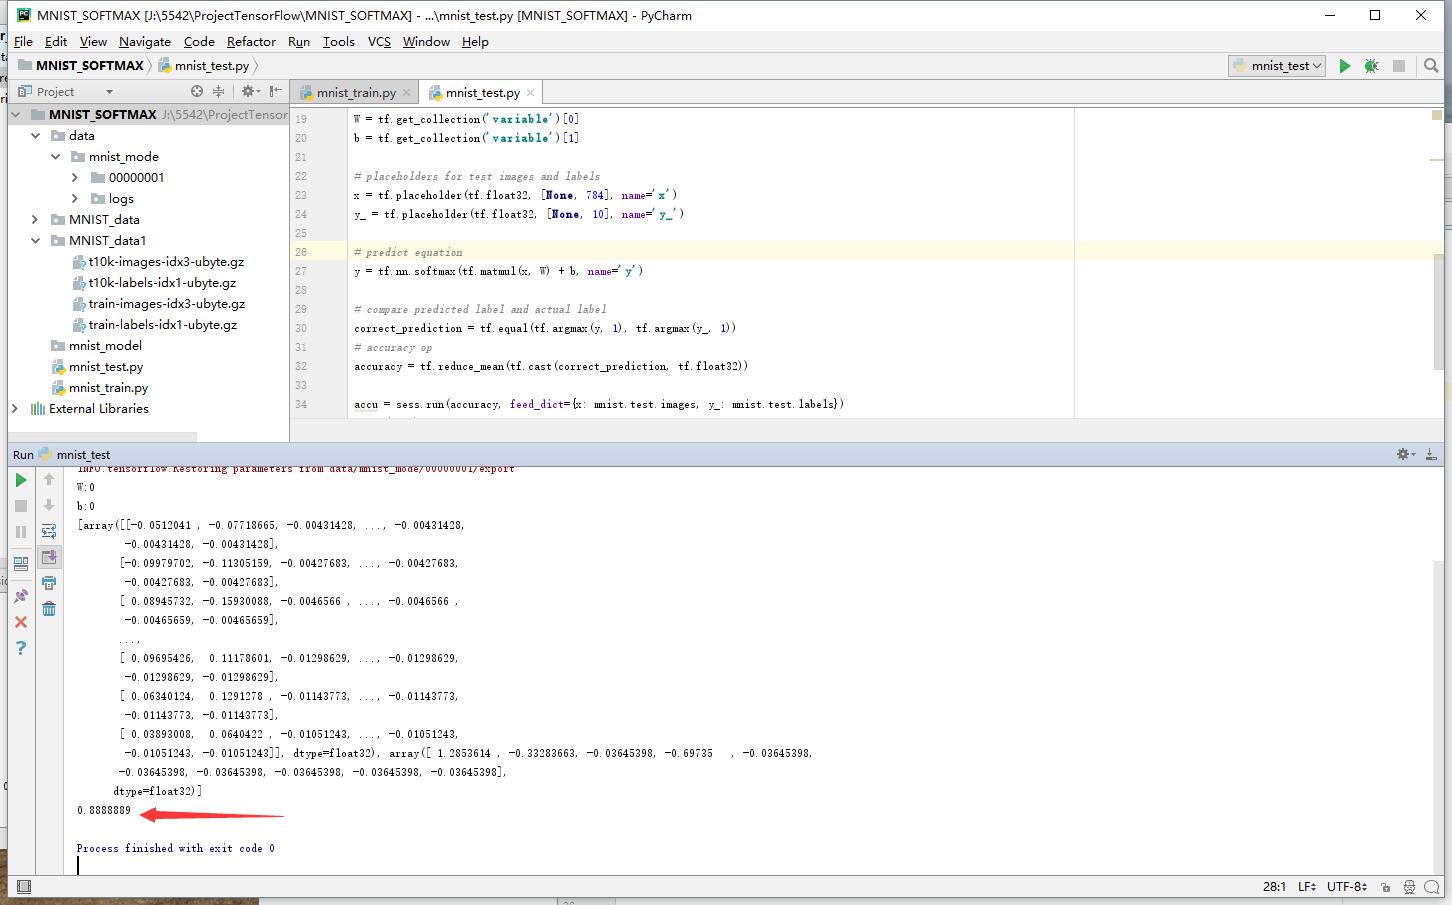 MNIST_SOFTMAX [J:\5542\ProjectTensorFlow\MNIST_SOFTMAX] - ...\mnist_test.py [MNIST_SOFTMAX] - PyCharm
File Edit View Navigate Code Refactor Run Tools VCS Window Help
MNIST_SOFTMAX mnist_test.py mnist_test
Project mnist_train.py mnist_test.py
MNIST_SOFTMAX J:\5542\ProjectTensor
data
mnist_mode
00000001
logs
MNIST_data
MNIST_data1
t10k-images-idx3-ubyte.gz
t10k-labels-idx1-ubyte.gz
train-images-idx3-ubyte.gz
train-labels-idx1-ubyte.gz
mnist_model
mnist_test.py
mnist_train.py
External Libraries
19 W = tf.get_collection('variable')[0]
20 b = tf.get_collection('variable')[1]
21
22 # placeholders for test images and labels
23 x = tf.placeholder(tf.float32, [None, 784], name='x')
24 y_ = tf.placeholder(tf.float32, [None, 10], name='y_')
25
26 # predict equation
27 y = tf.nn.softmax(tf.matmul(x, W) + b, name='y')
28
29 # compare predicted label and actual label
30 correct_prediction = tf.equal(tf.argmax(y, 1), tf.argmax(y_, 1))
31 # accuracy op
32 accuracy = tf.reduce_mean(tf.cast(correct_prediction, tf.float32))
33
34 accu = sess.run(accuracy, feed_dict={x: mnist.test.images, y_: mnist.test.labels})
Run mnist_test
INFO:tensorflow:Restoring parameters from data/mnist_mode/00000001/export
W:0
b:0
[array([[-0.0512041 , -0.07718665, -0.00431428, ..., -0.00431428,
-0.00431428, -0.00431428],
[-0.09979702, -0.11305159, -0.00427683, ..., -0.00427683,
-0.00427683, -0.00427683],
[ 0.08945732, -0.15930088, -0.0046566 , ..., -0.0046566 ,
-0.00465659, -0.00465659],
...,
[ 0.09695426, 0.11178601, -0.01298629, ..., -0.01298629,
-0.01298629, -0.01298629],
[ 0.06340124, 0.1291278 , -0.01143773, ..., -0.01143773,
-0.01143773, -0.01143773],
[ 0.03893008, 0.0640422 , -0.01051243, ..., -0.01051243,
-0.01051243, -0.01051243]], dtype=float32), array([ 1.2853614 , -0.33283663, -0.03645398, -0.69735 , -0.03645398,
-0.03645398, -0.03645398, -0.03645398, -0.03645398, -0.03645398],
dtype=float32)]
0.8888889
Process finished with exit code 0
28:1 LF UTF-8